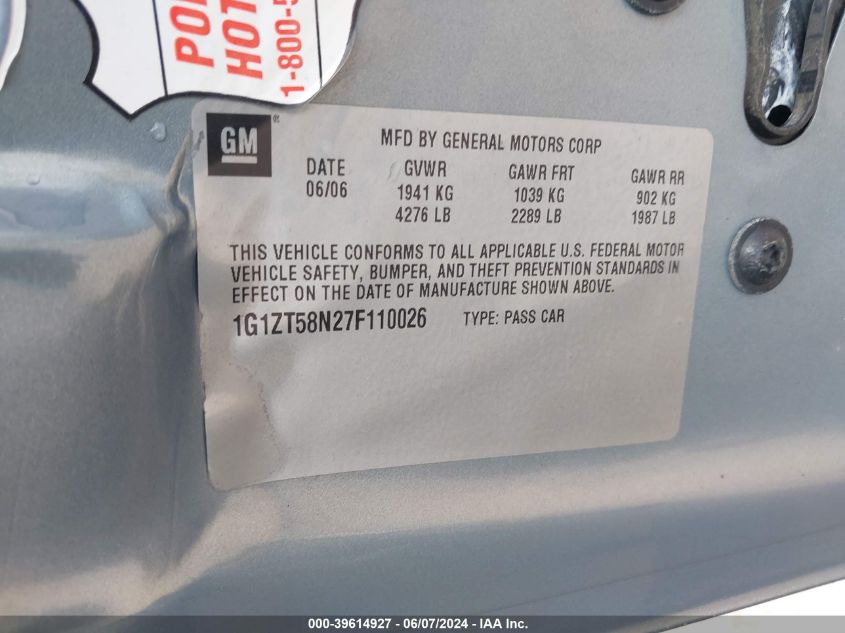 POL
HOT
1-800-5
GM ®
MFD BY GENERAL MOTORS CORP
DATE GVWR GAWR FRT GAWR RR
06/06 1941 KG 1039 KG 902 KG
4276 LB 2289 LB 1987 LB
THIS VEHICLE CONFORMS TO ALL APPLICABLE U.S. FEDERAL MOTOR
VEHICLE SAFETY, BUMPER, AND THEFT PREVENTION STANDARDS IN
EFFECT ON THE DATE OF MANUFACTURE SHOWN ABOVE.
1G1ZT58N27F110026 TYPE: PASS CAR
000-39614927 - 06/07/2024 - IAA Inc.